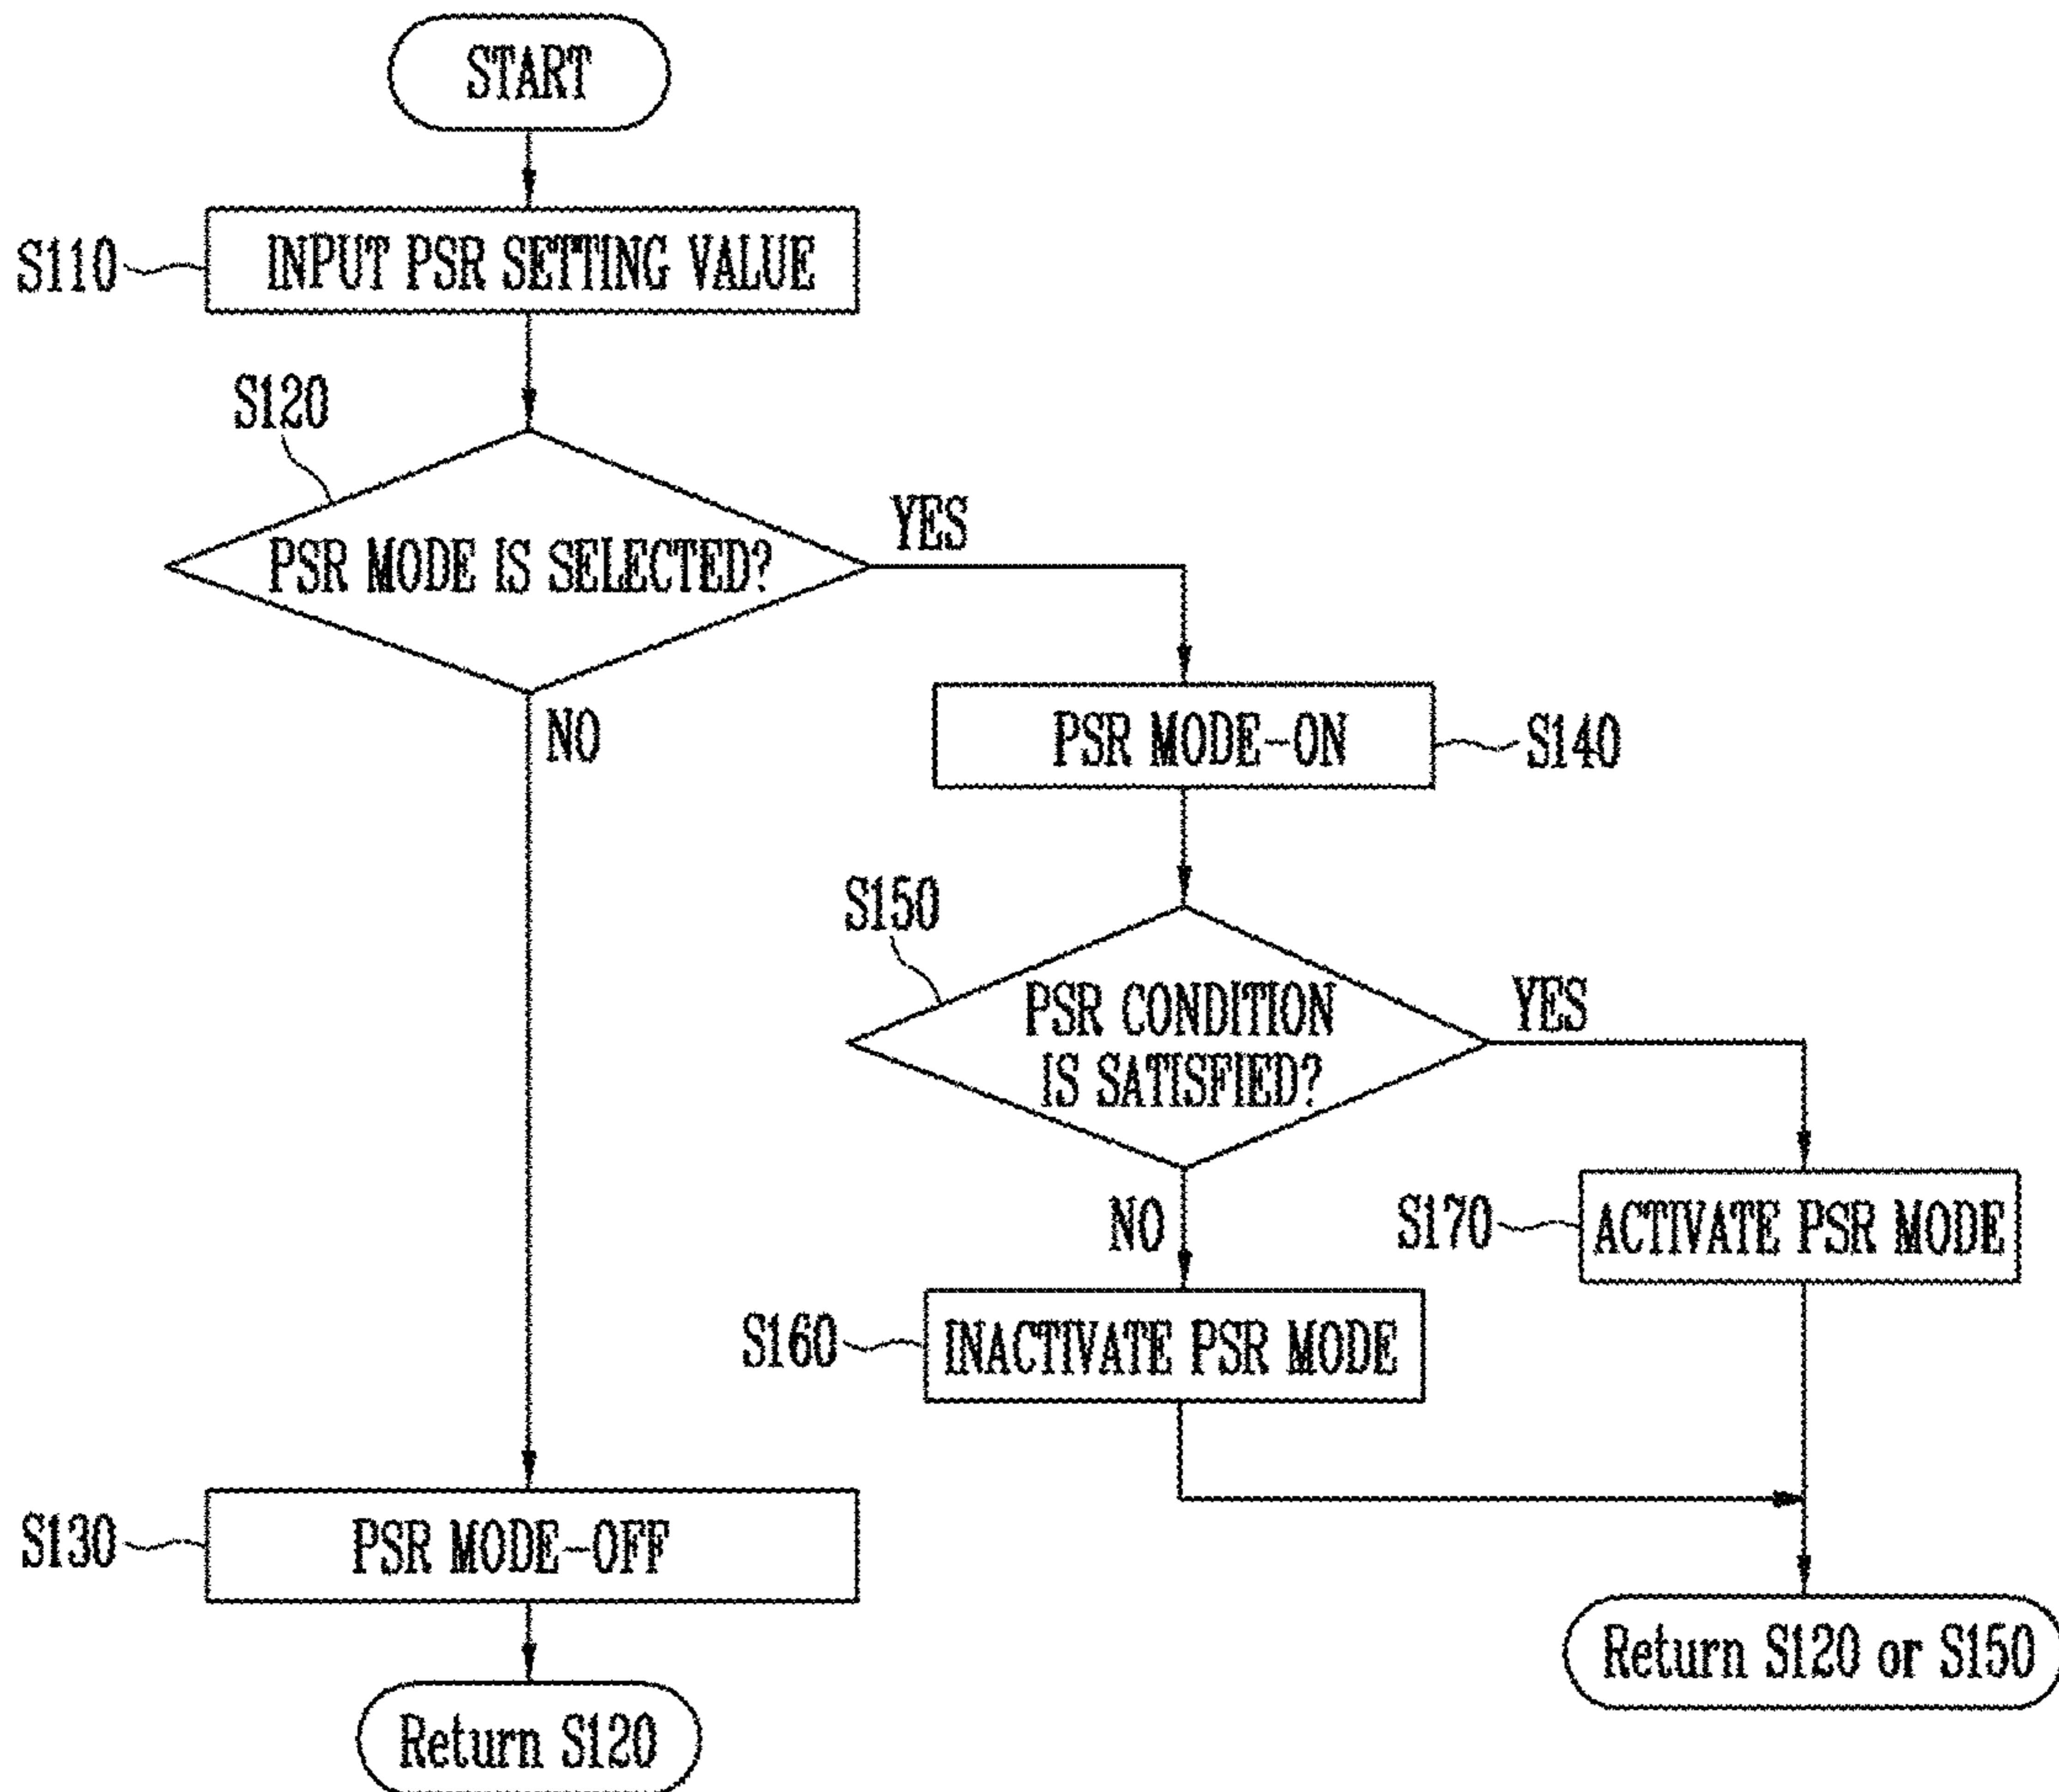 START
S110
INPUT PSR SETTING VALUE
S120
PSR MODE IS SELECTED?
YES
NO
PSR MODE-ON
S140
S150
PSR CONDITION
IS SATISFIED?
YES
NO
S170
ACTIVATE PSR MODE
S160
INACTIVATE PSR MODE
S130
PSR MODE-OFF
Return S120 or S150
Return S120